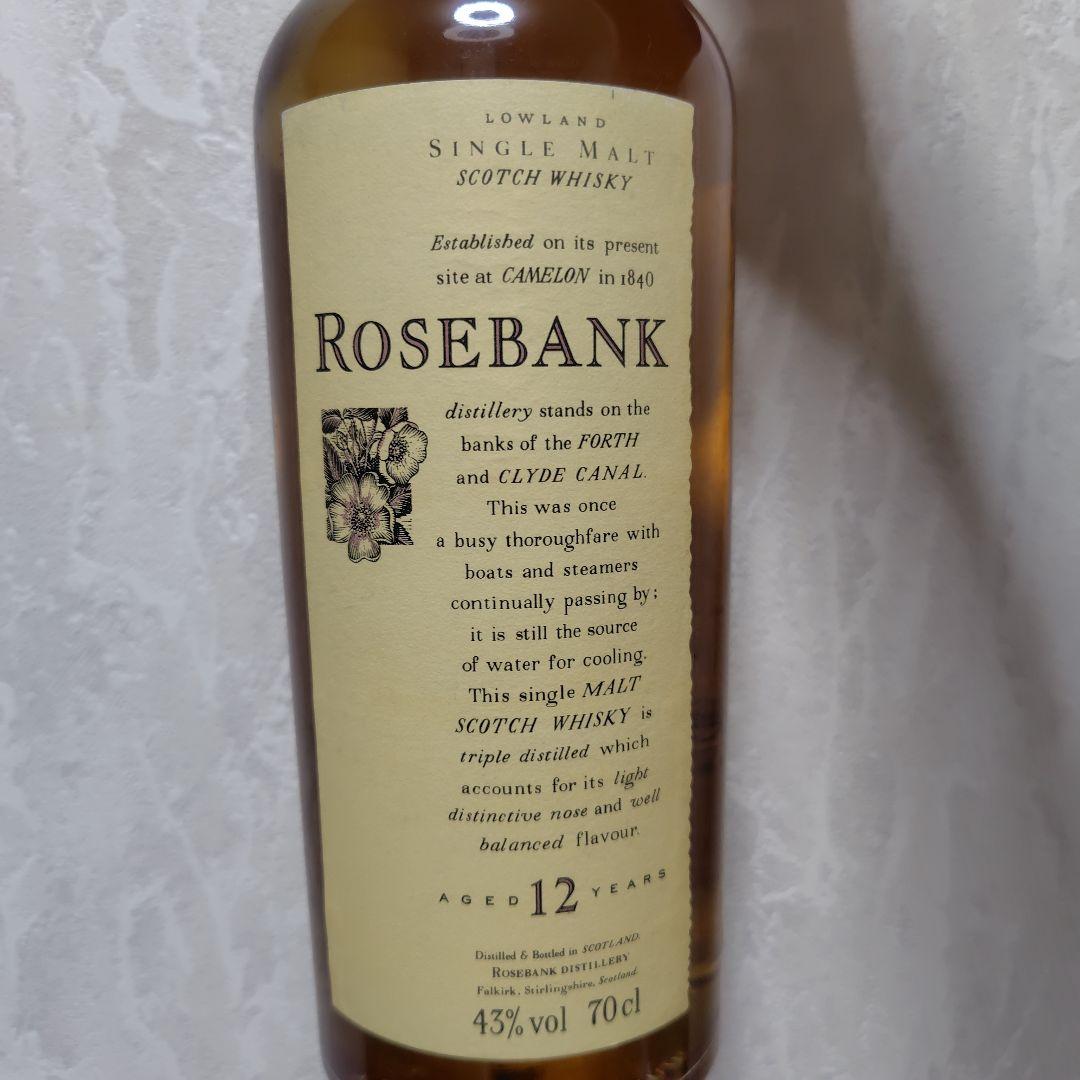 LOWLAND
SINGLE MALT
SCOTCH WHISKY
Established on its present
site at CAMELON in 1840
ROSEBANK
distillery stands on the
banks of the FORTH
and CLYDE CANAL.
This was once
a busy thoroughfare with
boats and steamers
continually passing by;
it is still the source
of water for cooling.
This single MALT
SCOTCH WHISKY is
triple distilled which
accounts for its light
distinctive nose and well
balanced flavour.
AGED 12 YEARS
Distilled & Bottled in SCOTLAND.
ROSEBANK DISTILLERY
Falkirk, Stirlingshire, Scotland.
43% vol 70cl